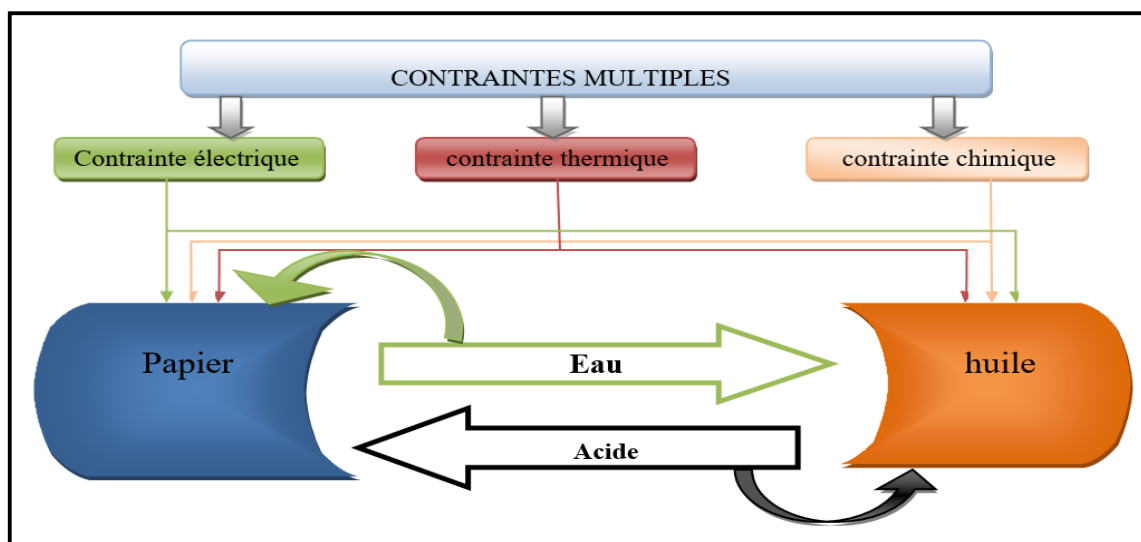 CONTRAINTES MULTIPLES
Contrainte électrique
contrainte thermique
contrainte chimique
Papier
Eau
huile
Acide